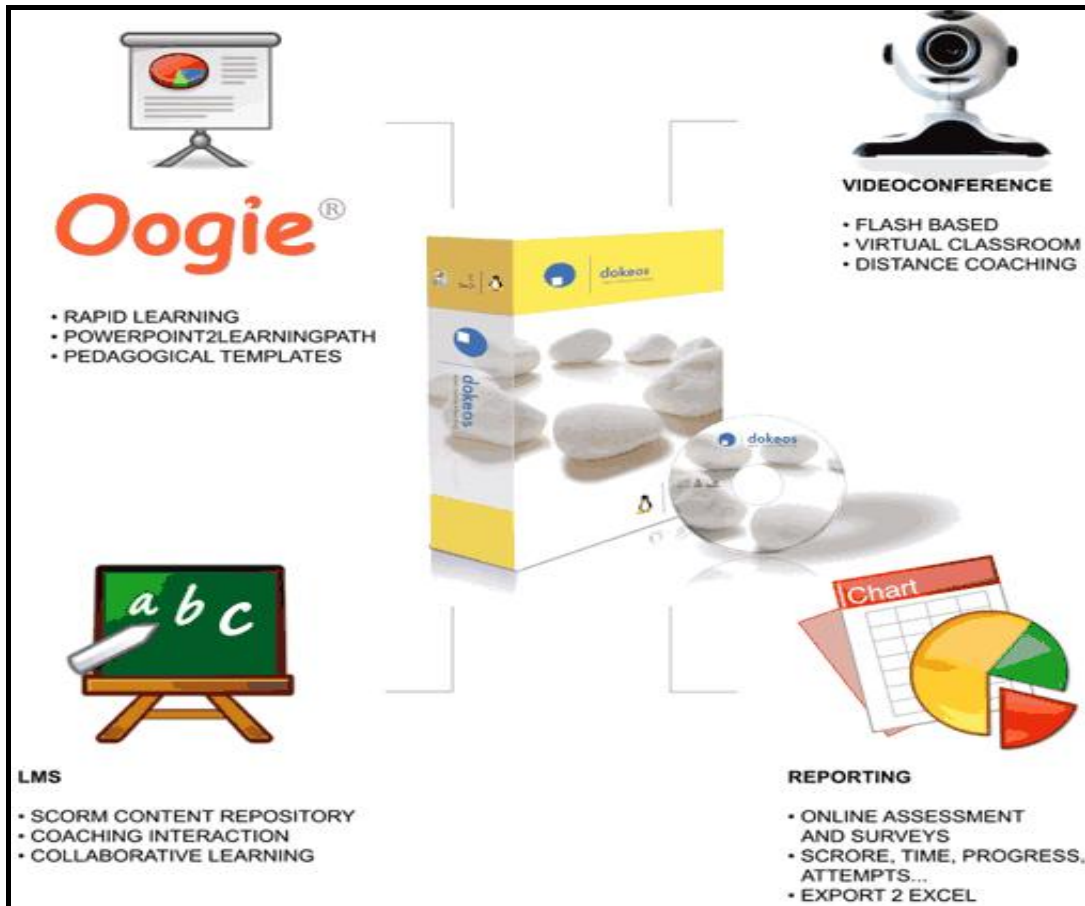 Oogie®
• RAPID LEARNING
• POWERPOINT2LEARNINGPATH
• PEDAGOGICAL TEMPLATES
VIDEOCONFERENCE
• FLASH BASED
• VIRTUAL CLASSROOM
• DISTANCE COACHING
dokeos
dokeos
dokeos
a b c
LMS
• SCORM CONTENT REPOSITORY
• COACHING INTERACTION
• COLLABORATIVE LEARNING
Chart
REPORTING
• ONLINE ASSESSMENT
AND SURVEYS
• SCRORE, TIME, PROGRESS,
ATTEMPTS...
• EXPORT 2 EXCEL